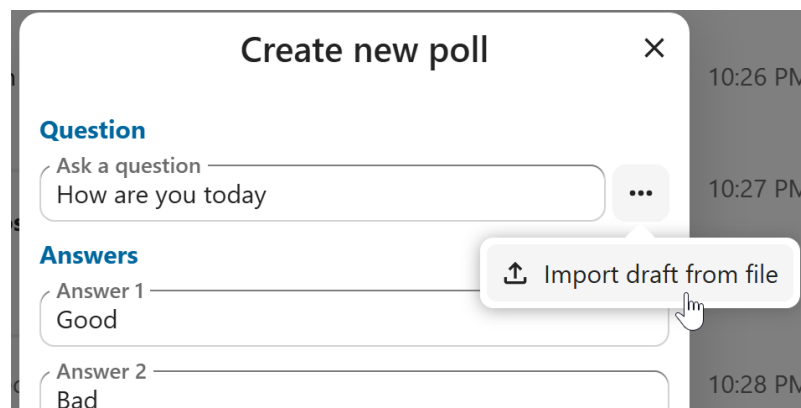 Create new poll
10:26 PM
Question
Ask a question
How are you today
10:27 PM
Answers
Import draft from file
Answer 1
Good
Answer 2
Bad
10:28 PM